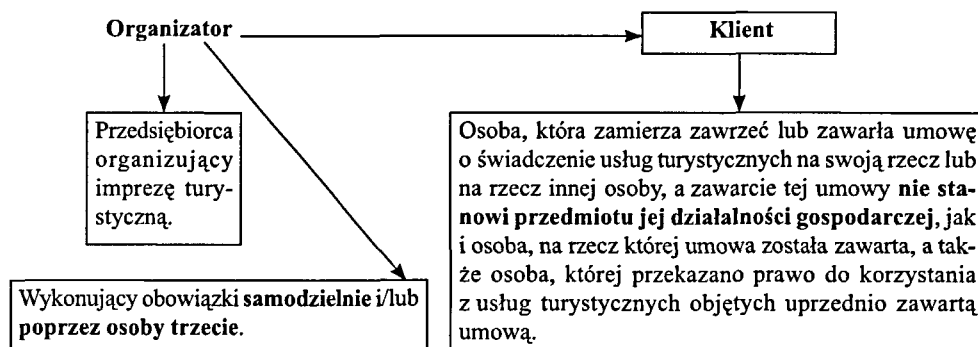 Organizator
Klient
Przedsiębiorca
organizujący
imprezę tury-
styczną.
Osoba, która zamierza zawrzeć lub zawarła umowę
o świadczenie usług turystycznych na swoją rzecz lub
na rzecz innej osoby, a zawarcie tej umowy nie sta-
nowi przedmiotu jej działalności gospodarczej, jak
i osoba, na rzecz której umowa została zawarta, a tak-
że osoba, której przekazano prawo do korzystania
z usług turystycznych objętych uprzednio zawartą
umową.
Wykonujący obowiązki samodzielnie i/lub
poprzez osoby trzecie.